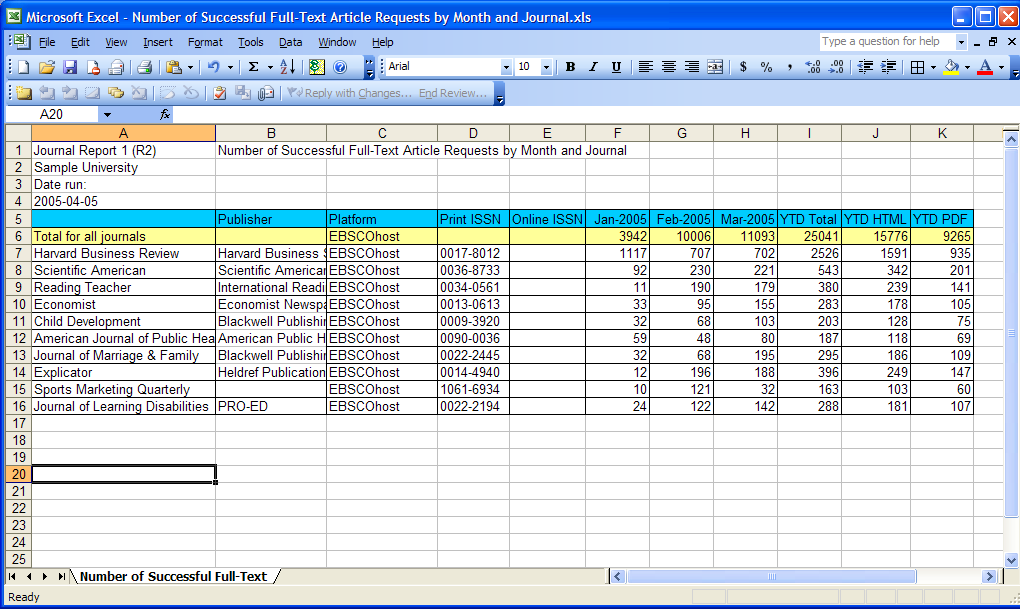 Microsoft Excel - Number of Successful Full-Text Article Requests by Month and Journal.xls
File Edit View Insert Format Tools Data Window Help Type a question for help
Arial 10 B I U $ % ,
Reply with Changes... End Review...
A20 fx
A B C D E F G H I J K
1 Journal Report 1 (R2) Number of Successful Full-Text Article Requests by Month and Journal
2 Sample University
3 Date run:
4 2005-04-05
5 Publisher Platform Print ISSN Online ISSN Jan-2005 Feb-2005 Mar-2005 YTD Total YTD HTML YTD PDF
6 Total for all journals EBSCOhost 3942 10006 11093 25041 15776 9265
7 Harvard Business Review Harvard Business EBSCOhost 0017-8012 1117 707 702 2526 1591 935
8 Scientific American Scientific American EBSCOhost 0036-8733 92 230 221 543 342 201
9 Reading Teacher International Readi EBSCOhost 0034-0561 11 190 179 380 239 141
10 Economist Economist Newspa EBSCOhost 0013-0613 33 95 155 283 178 105
11 Child Development Blackwell Publishi EBSCOhost 0009-3920 32 68 103 203 128 75
12 American Journal of Public Hea American Public H EBSCOhost 0090-0036 59 48 80 187 118 69
13 Journal of Marriage & Family Blackwell Publishi EBSCOhost 0022-2445 32 68 195 295 186 109
14 Explicator Heldref Publication EBSCOhost 0014-4940 12 196 188 396 249 147
15 Sports Marketing Quarterly EBSCOhost 1061-6934 10 121 32 163 103 60
16 Journal of Learning Disabilities PRO-ED EBSCOhost 0022-2194 24 122 142 288 181 107
17
18
19
20
21
22
23
24
25
Number of Successful Full-Text
Ready